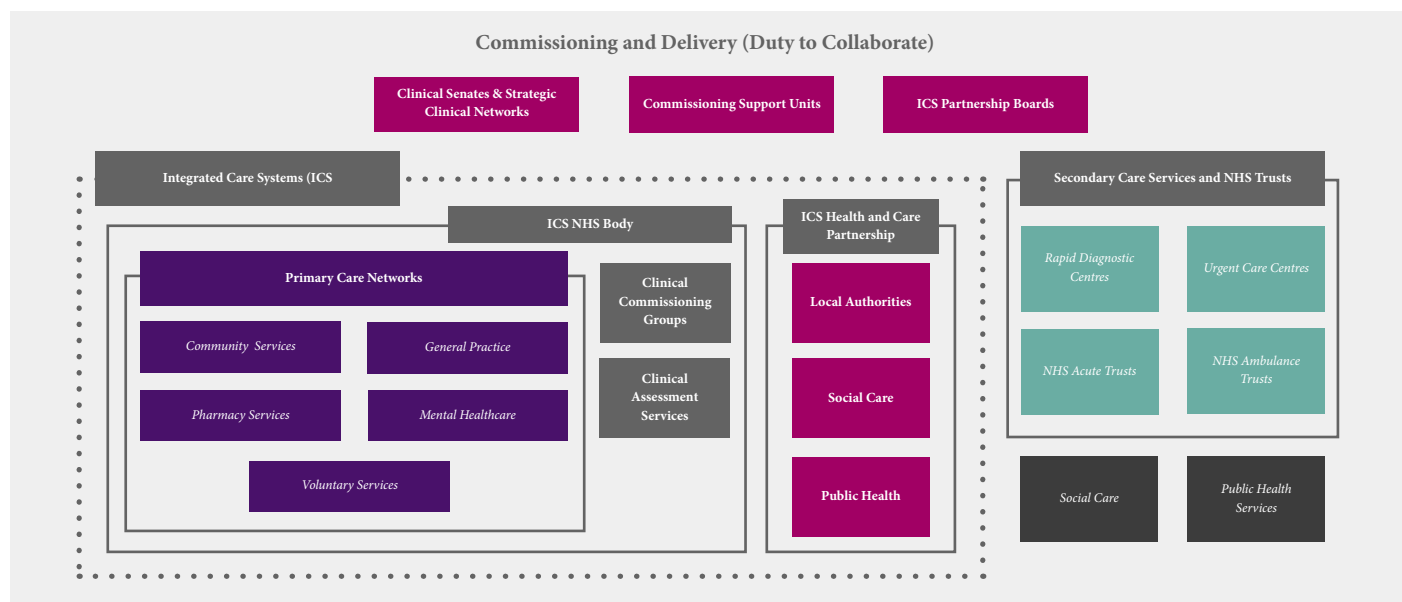 Commissioning and Delivery (Duty to Collaborate)
Clinical Senates & Strategic
Clinical Networks
Commissioning Support Units
ICS Partnership Boards
Integrated Care Systems (ICS
ICS NHS Body
Primary Care Networks
Community Services
General Practice
Pharmacy Services
Mental Healthcare
Voluntary Services
Clinical
Commissioning
Groups
Clinical
Assessment
Services
ICS Health and Care
Partnership
Local Authorities
Social Care
Public Health
Secondary Care Services and NHS Trusts
Rapid Diagnostic
Centres
Urgent Care Centres
NHS Acute Trusts
NHS Ambulance
Trusts
Social Care
Public Health
Services